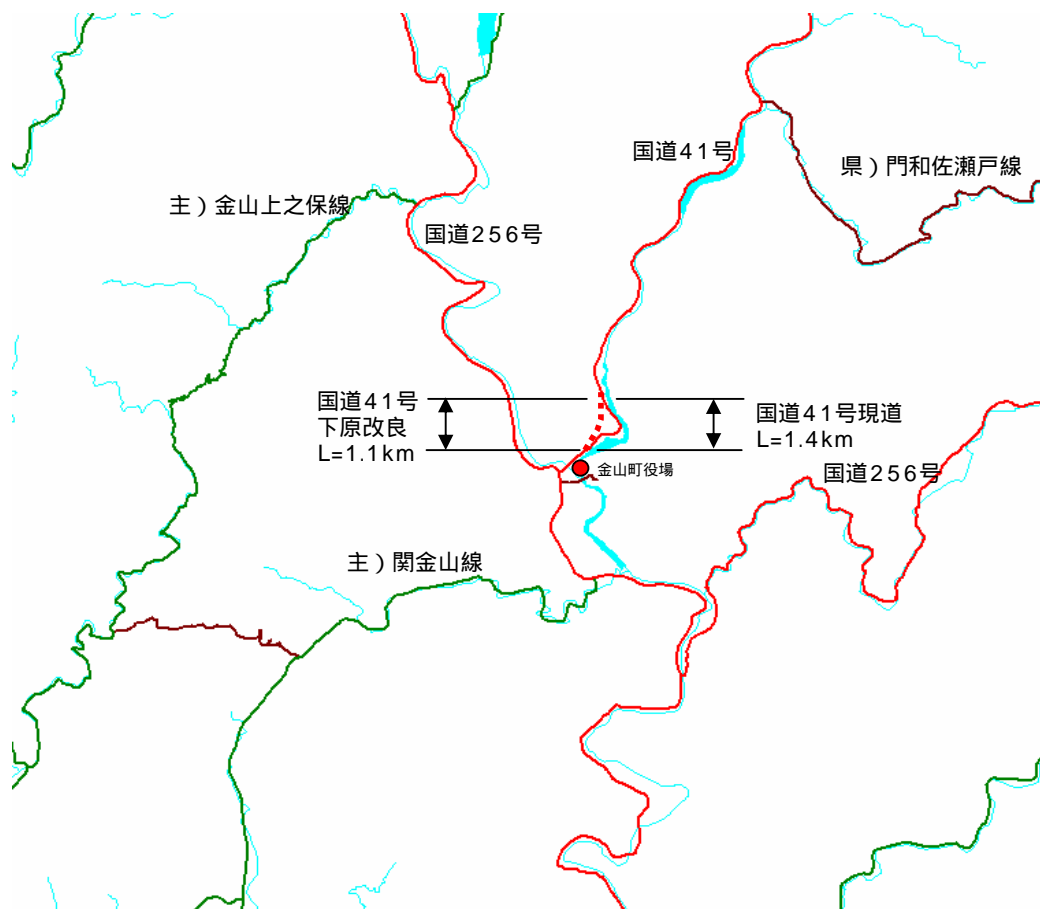 国道41号
県）門和佐瀬戸線
主）金山上之保線
国道256号
国道41号
下原改良
L=1.1km
国道41号現道
L=1.4km
金山町役場
国道256号
主）関金山線